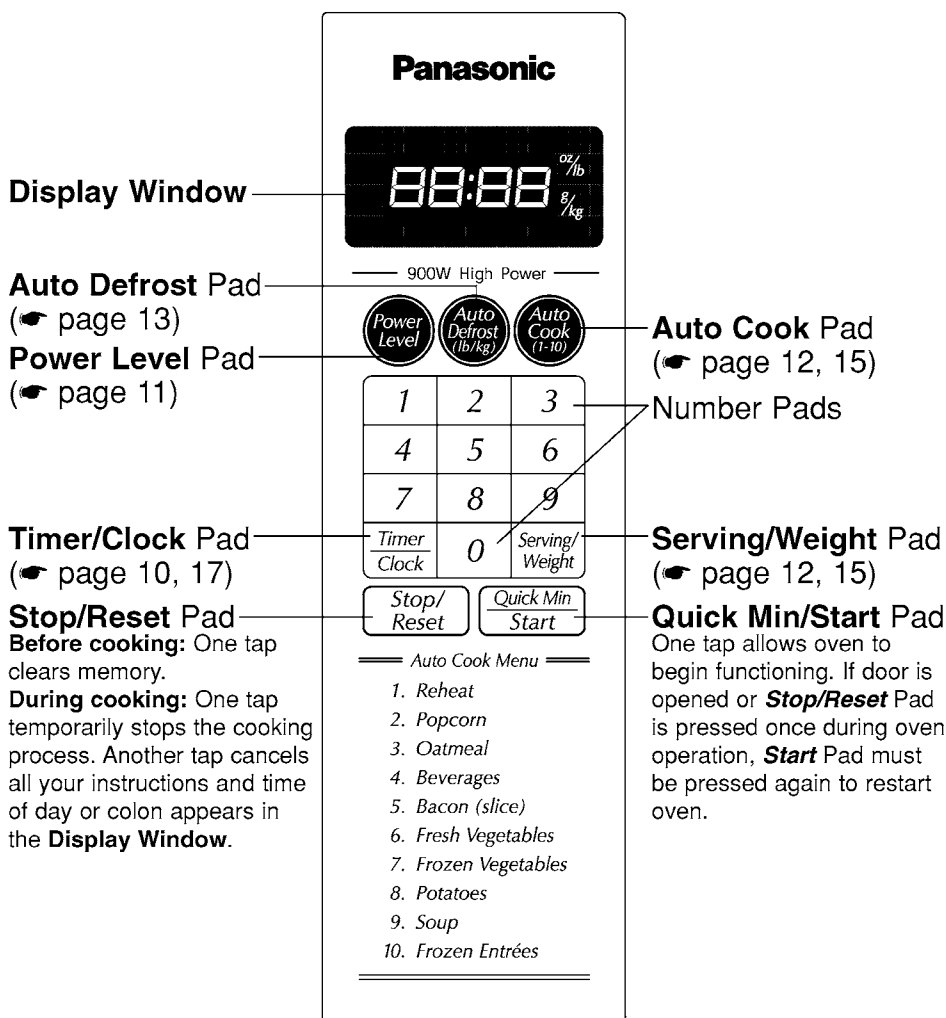 Panasonic
88:88
oz/lb
g/kg
Display Window
900W High Power
Auto Defrost Pad
(☛ page 13)
Power Level Pad
(☛ page 11)
Power
Level
Auto
Defrost
(lb/kg)
Auto
Cook
(1-10)
Auto Cook Pad
(☛ page 12, 15)
Number Pads
1 2 3
4 5 6
7 8 9
Timer
Clock
0
Serving/
Weight
Timer/Clock Pad
(☛ page 10, 17)
Serving/Weight Pad
(☛ page 12, 15)
Stop/
Reset
Quick Min
Start
Stop/Reset Pad
Before cooking: One tap
clears memory.
During cooking: One tap
temporarily stops the cooking
process. Another tap cancels
all your instructions and time
of day or colon appears in
the Display Window.
Quick Min/Start Pad
One tap allows oven to
begin functioning. If door is
opened or Stop/Reset Pad
is pressed once during oven
operation, Start Pad must
be pressed again to restart
oven.
Auto Cook Menu
1. Reheat
2. Popcorn
3. Oatmeal
4. Beverages
5. Bacon (slice)
6. Fresh Vegetables
7. Frozen Vegetables
8. Potatoes
9. Soup
10. Frozen Entrées